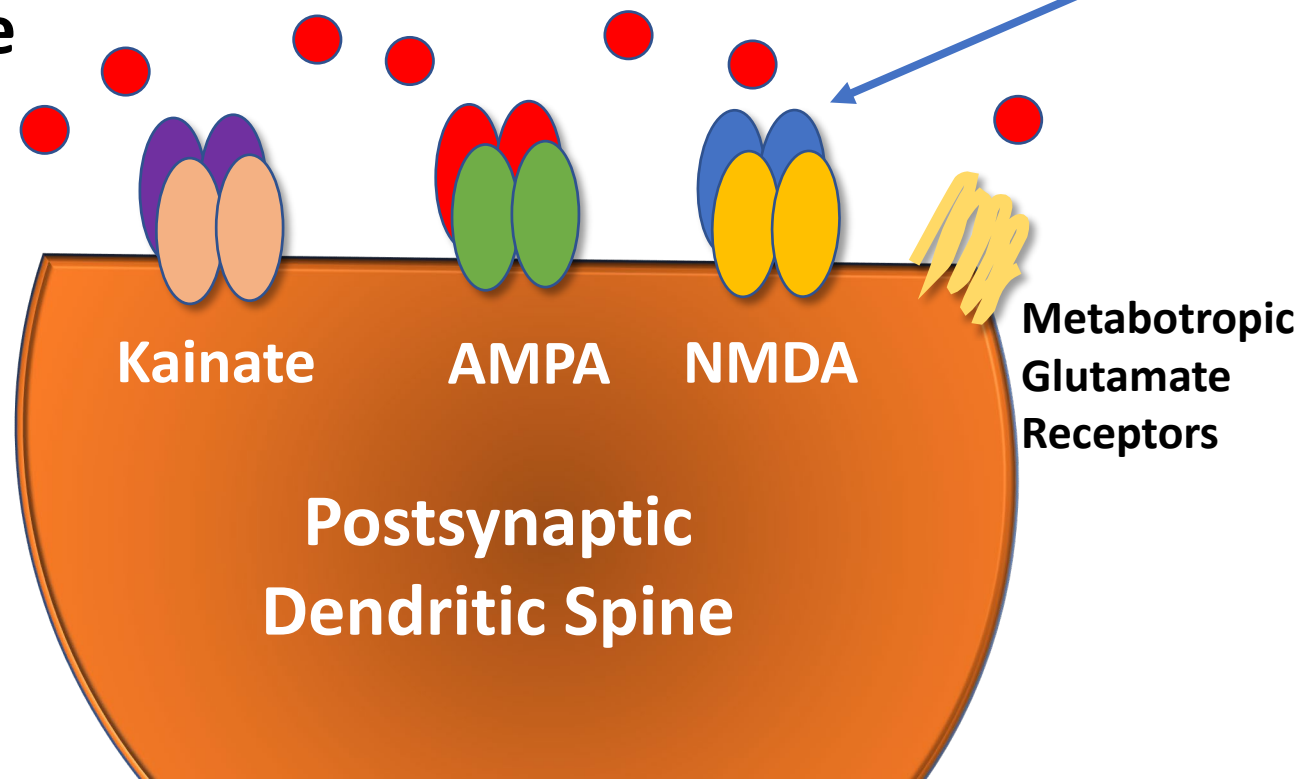 e
Kainate
AMPA
NMDA
Metabotropic
Glutamate
Receptors
Postsynaptic
Dendritic Spine